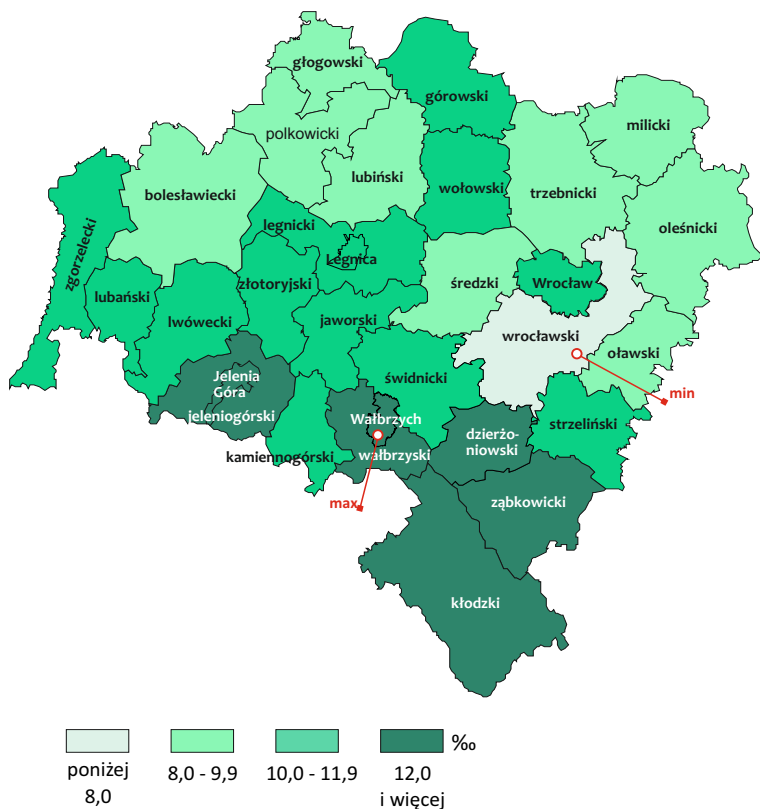 głogowski
górowski
milicki
polkowicki
lubiński
wołowski
trzebnicki
bolesławiecki
oleśnicki
zgorzelecki
legnicki
Legnica
złotoryjski
średzki
Wrocław
lubański
lwówecki
jaworski
wrocławski
oławski
Jelenia
Góra
świdnicki
min
jeleniogórski
Wałbrzych
dzierżo-
niowski
strzeliński
kamiennogórski
wałbrzyski
ząbkowicki
max
kłodzki
‰
poniżej
8,0
8,0 - 9,9
10,0 - 11,9
12,0
i więcej